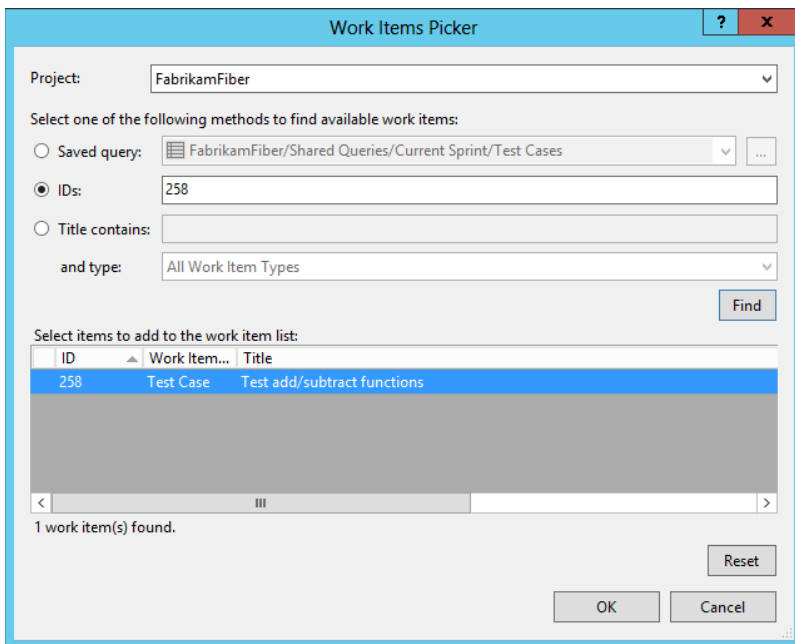 Work Items Picker
? x
Project: FabrikamFiber
Select one of the following methods to find available work items:
Saved query: FabrikamFiber/Shared Queries/Current Sprint/Test Cases ...
IDs: 258
Title contains:
and type: All Work Item Types
Find
Select items to add to the work item list:
ID Work Item... Title
258 Test Case Test add/subtract functions
1 work item(s) found.
Reset
OK Cancel